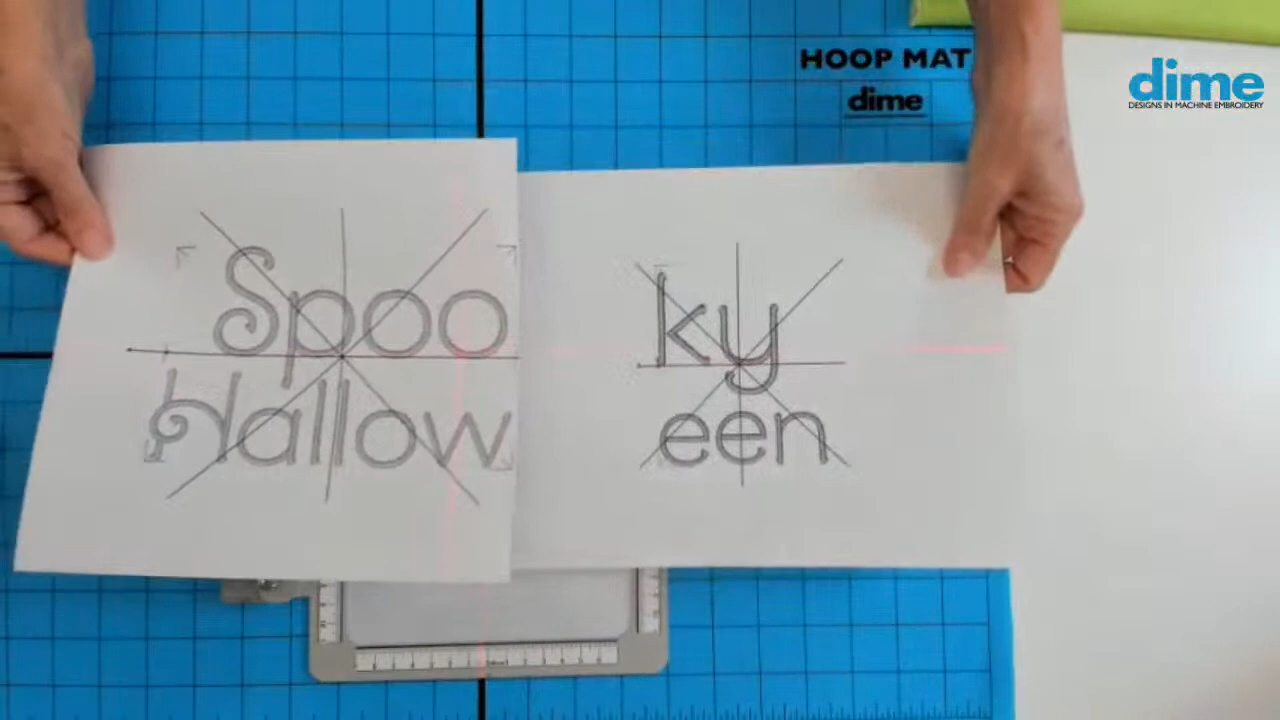 HOOP MAT
dime
dime
DESIGNS IN MACHINE EMBROIDERY
Spoo ky
Hallow een